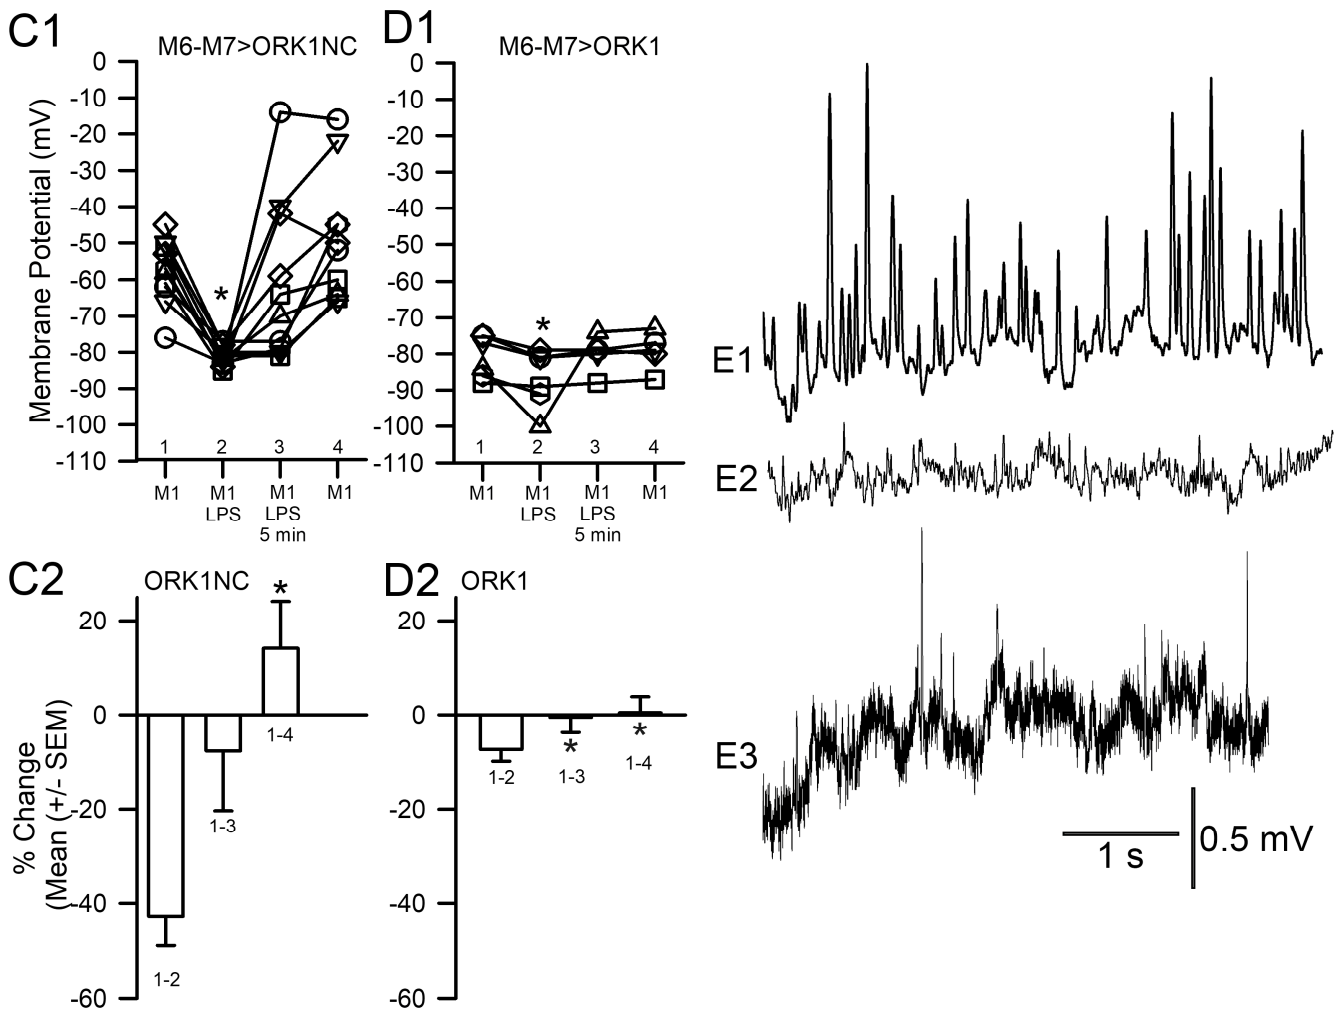 C1
M6-M7>ORK1NC
Membrane Potential (mV)
0
-10
-20
-30
-40
-50
-60
-70
-80
-90
-100
-110
*
1 2 3 4
M1 M1 M1 M1
LPS LPS
5 min
D1
M6-M7>ORK1
0
-10
-20
-30
-40
-50
-60
-70
-80
-90
-100
-110
*
1 2 3 4
M1 M1 M1 M1
LPS LPS
5 min
E1
E2
E3
1 s
0.5 mV
C2
ORK1NC
% Change
(Mean (+/- SEM)
20
0
-20
-40
-60
*
1-4
1-3
1-2
D2
ORK1
20
0
-20
-40
-60
* *
1-2 1-3 1-4